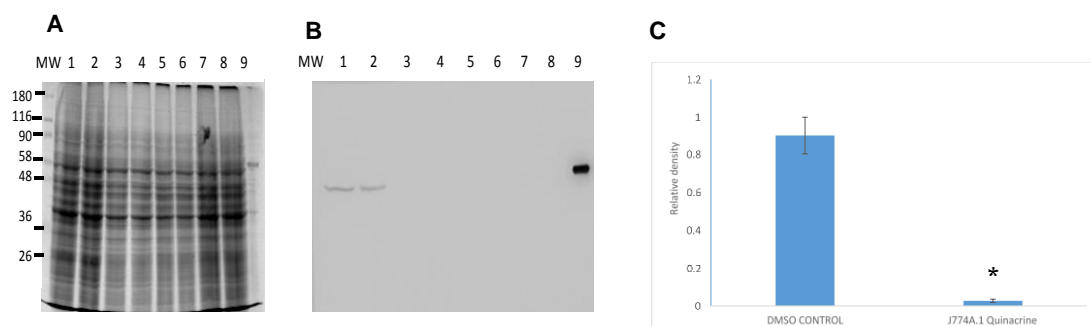 A
MW 1 2 3 4 5 6 7 8 9
180
116
90
58
48
36
26
B
MW 1 2 3 4 5 6 7 8 9
C
1.2
1
0.8
0.6
0.4
0.2
0
Relative density
*
DMSO CONTROL
J774A.1 Quinacrine